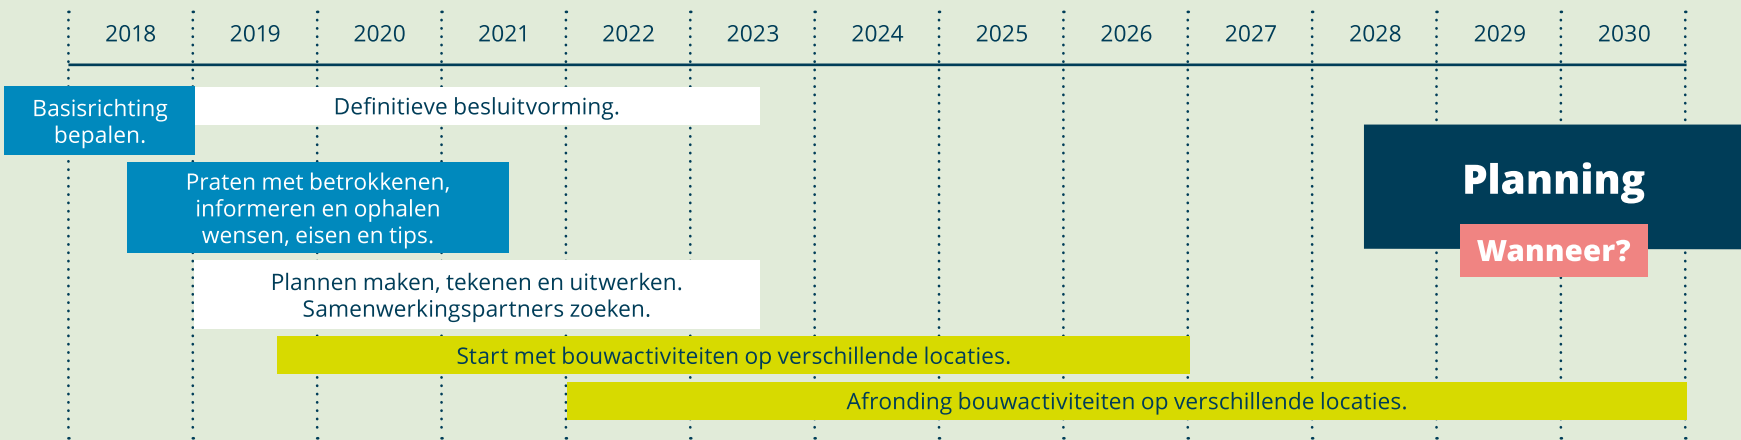 2018 2019 2020 2021 2022 2023 2024 2025 2026 2027 2028 2029 2030
Basisrichting
bepalen.
Definitieve besluitvorming.
Praten met betrokkenen,
informeren en ophalen
wensen, eisen en tips.
Plannen maken, tekenen en uitwerken.
Samenwerkingspartners zoeken.
Start met bouwactiviteiten op verschillende locaties.
Afronding bouwactiviteiten op verschillende locaties.
Planning
Wanneer?